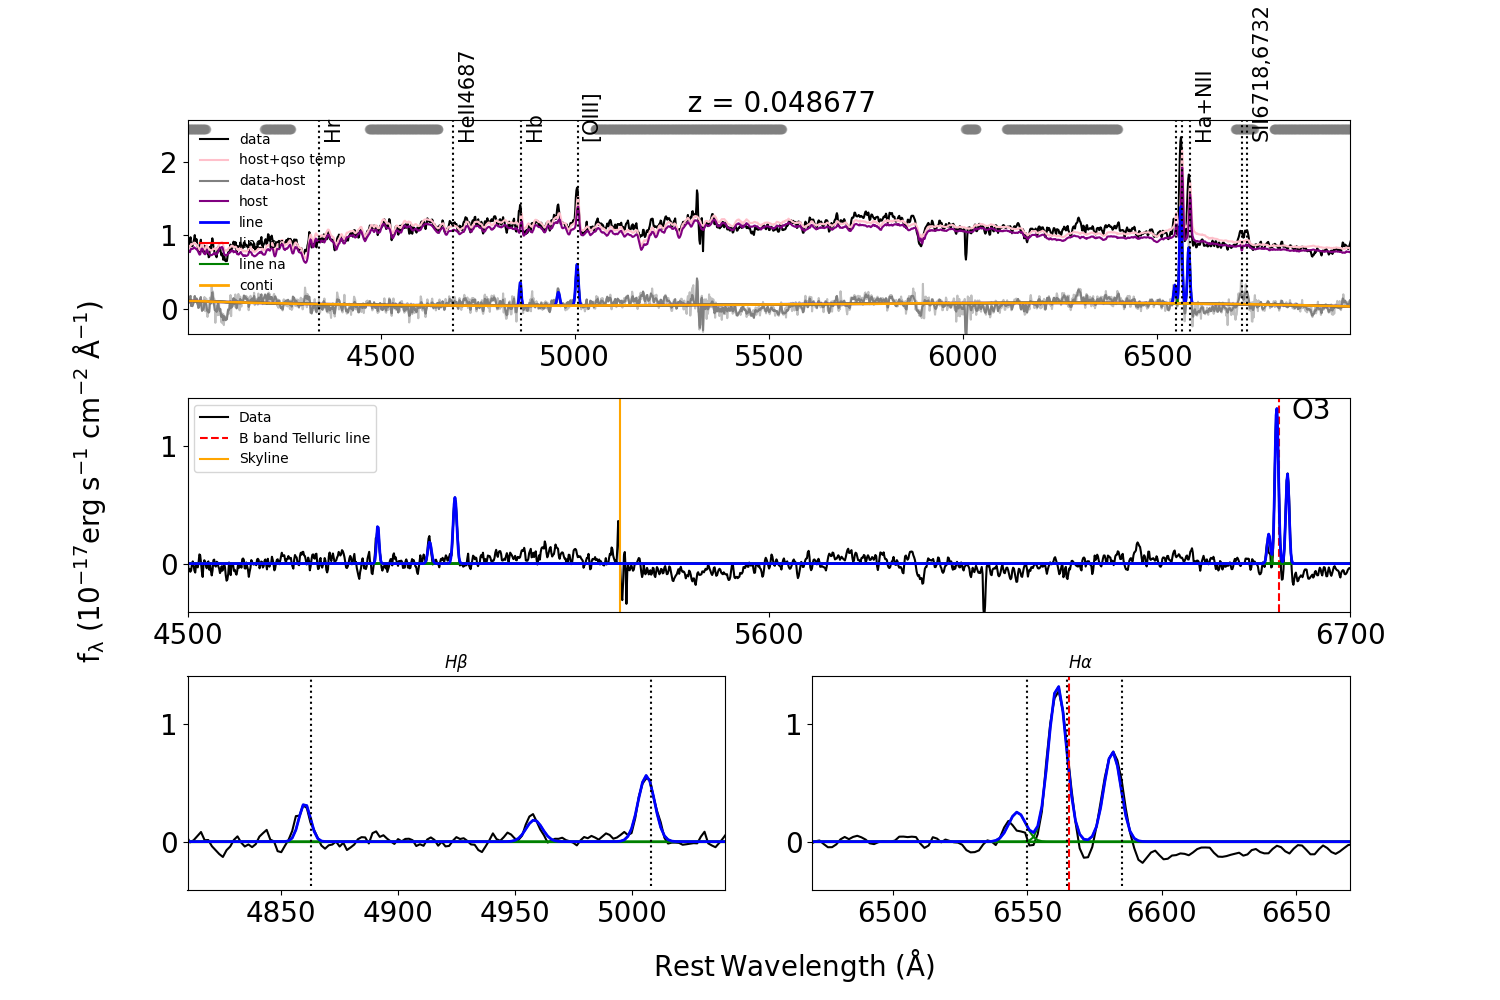 z = 0.048677
Hr
HeII4687
Hb
[OIII]
Ha+NII
SII6718,6732
data
host+qso temp
data-host
host
line
line na
conti
2
1
0
4500 5000 5500 6000 6500
Data
B band Telluric line
Skyline
O3
1
0
4500 5600 6700
fλ (10⁻¹⁷erg s⁻¹ cm⁻² Å⁻¹)
Hβ
1
0
4850 4900 4950 5000
Hα
1
0
6500 6550 6600 6650
Rest Wavelength (Å)